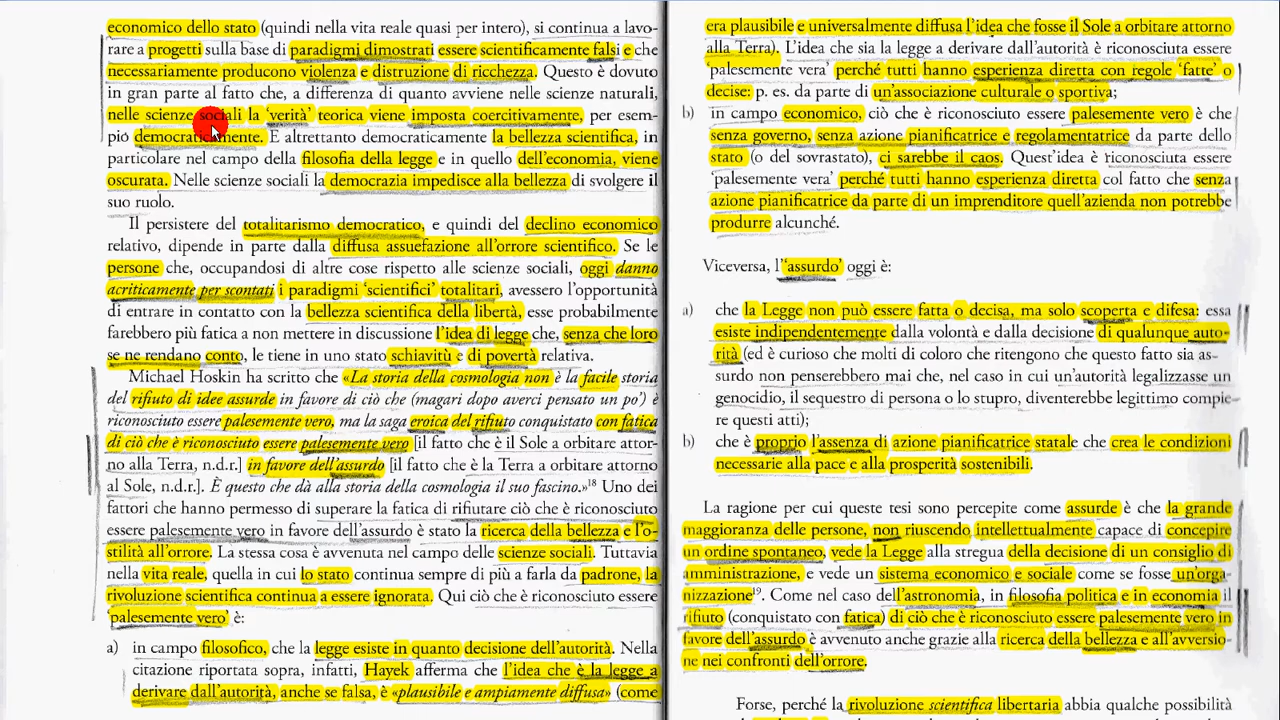 economico dello stato (quindi nella vita reale quasi per intero), si continua a lavo-
rare a progetti sulla base di paradigmi dimostrati essere scientificamente falsi e che
necessariamente producono violenza e distruzione di ricchezza. Questo è dovuto
in gran parte al fatto che, a differenza di quanto avviene nelle scienze naturali,
nelle scienze sociali la ‘verità’ teorica viene imposta coercitivamente, per esem-
pio democraticamente. E altrettanto democraticamente la bellezza scientifica, in
particolare nel campo della filosofia della legge e in quello dell’economia, viene
oscurata. Nelle scienze sociali la democrazia impedisce alla bellezza di svolgere il
suo ruolo.
Il persistere del totalitarismo democratico, e quindi del declino economico
relativo, dipende in parte dalla diffusa assuefazione all’orrore scientifico. Se le
persone che, occupandosi di altre cose rispetto alle scienze sociali, oggi danno
acriticamente per scontati i paradigmi ‘scientifici’ totalitari, avessero l’opportunità
di entrare in contatto con la bellezza scientifica della libertà, esse probabilmente
farebbero più fatica a non mettere in discussione l’idea di legge che, senza che loro
se ne rendano conto, le tiene in uno stato schiavitù e di povertà relativa.
Michael Hoskin ha scritto che «La storia della cosmologia non è la facile storia
del rifiuto di idee assurde in favore di ciò che (magari dopo averci pensato un po’) è
riconosciuto essere palesemente vero, ma la saga eroica del rifiuto conquistato con fatica
di ciò che è riconosciuto essere palesemente vero [il fatto che è il Sole a orbitare attor-
no alla Terra, n.d.r.] in favore dell’assurdo [il fatto che è la Terra a orbitare attorno
al Sole, n.d.r.]. È questo che dà alla storia della cosmologia il suo fascino.»18 Uno dei
fattori che hanno permesso di superare la fatica di rifiutare ciò che è riconosciuto
essere palesemente vero in favore dell’assurdo è stato la ricerca della bellezza e l’o-
stilità all’orrore. La stessa cosa è avvenuta nel campo delle scienze sociali. Tuttavia
nella vita reale, quella in cui lo stato continua sempre di più a farla da padrone, la
rivoluzione scientifica continua a essere ignorata. Qui ciò che è riconosciuto essere
‘palesemente vero’ è:
a) in campo filosofico, che la legge esiste in quanto decisione dell’autorità. Nella
citazione riportata sopra, infatti, Hayek afferma che l’idea che è la legge a
derivare dall’autorità, anche se falsa, è «plausibile e ampiamente diffusa» (come
era plausibile e universalmente diffusa l’idea che fosse il Sole a orbitare attorno
alla Terra). L’idea che sia la legge a derivare dall’autorità è riconosciuta essere
‘palesemente vera’ perché tutti hanno esperienza diretta con regole ‘fatte’ o
decise: p. es. da parte di un’associazione culturale o sportiva;
b) in campo economico, ciò che è riconosciuto essere palesemente vero è che
senza governo, senza azione pianificatrice e regolamentatrice da parte dello
stato (o del sovrastato), ci sarebbe il caos. Quest’idea è riconosciuta essere
‘palesemente vera’ perché tutti hanno esperienza diretta col fatto che senza
azione pianificatrice da parte di un imprenditore quell’azienda non potrebbe
produrre alcunché.
Viceversa, l’‘assurdo’ oggi è:
a) che la Legge non può essere fatta o decisa, ma solo scoperta e difesa: essa
esiste indipendentemente dalla volontà e dalla decisione di qualunque auto-
rità (ed è curioso che molti di coloro che ritengono che questo fatto sia as-
surdo non penserebbero mai che, nel caso in cui un’autorità legalizzasse un
genocidio, il sequestro di persona o lo stupro, diventerebbe legittimo compie-
re questi atti);
b) che è proprio l’assenza di azione pianificatrice statale che crea le condizioni
necessarie alla pace e alla prosperità sostenibili.
La ragione per cui queste tesi sono percepite come assurde è che la grande
maggioranza delle persone, non riuscendo intellettualmente capace di concepire
un ordine spontaneo, vede la Legge alla stregua della decisione di un consiglio di
amministrazione, e vede un sistema economico e sociale come se fosse un’orga-
nizzazione19. Come nel caso dell’astronomia, in filosofia politica e in economia il
rifiuto (conquistato con fatica) di ciò che è riconosciuto essere palesemente vero in
favore dell’assurdo è avvenuto anche grazie alla ricerca della bellezza e all’avversio-
ne nei confronti dell’orrore.
Forse, perché la rivoluzione scientifica libertaria abbia qualche possibilità